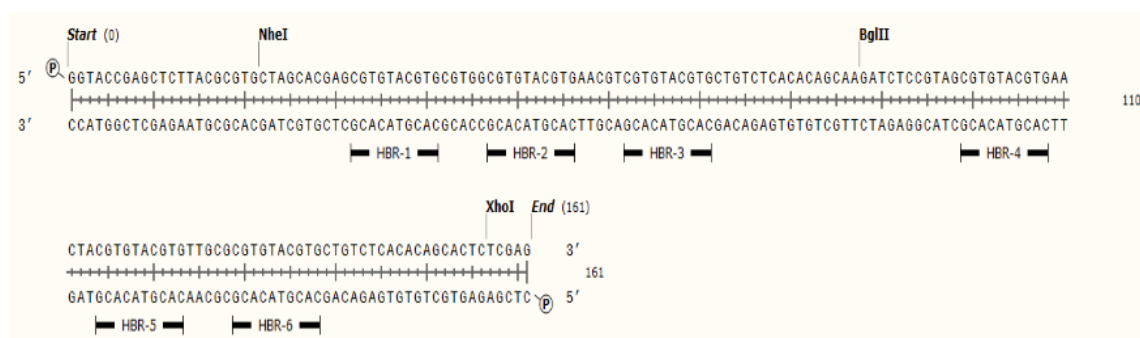 Start (0) NheI BglII
P
5' GGTACCGAGCTCTTACGCGTGCTAGCACGAGCGTGTACGTGCGTGGCGTGTACGTGAACGTCGTGTACGTGCTGTCTCACACAGCAAGATCTCCGTAGCGTGTACGTGAA
110
3' CCATGGCTCGAGAATGCGCACGATCGTGCTCGCACATGCACGCACCGCACATGCACTTGCAGCACATGCACGACAGAGTGTGTCGTTCTAGAGGCATCGCACATGCACTT
HBR-1 HBR-2 HBR-3 HBR-4
XhoI End (161)
CTACGTGTACGTGTTGCGCGTGTACGTGCTGTCTCACACAGCACTCTCGAG 3'
161
GATGCACATGCACAACGCGCACATGCACGACAGAGTGTGTCGTGAGAGCTC P 5'
HBR-5 HBR-6